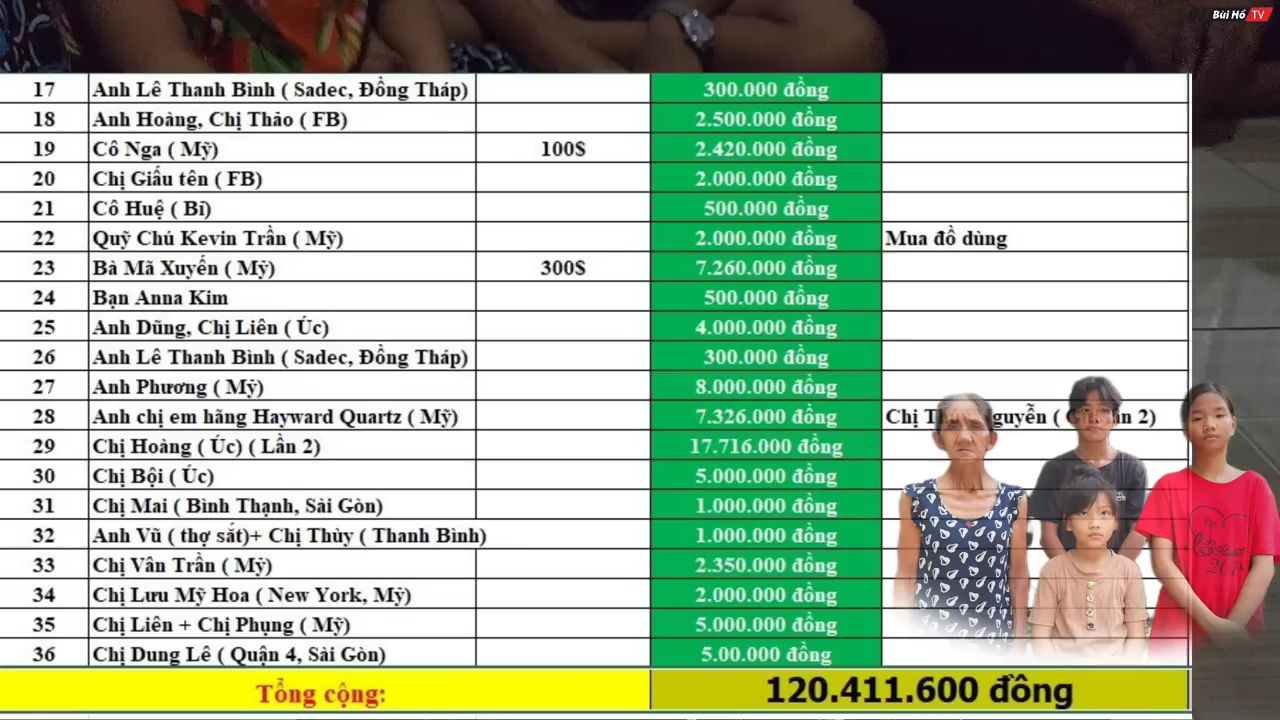 Bùi Hồ TV
17 Anh Lê Thanh Bình ( Sadec, Đồng Tháp) 300.000 đồng
18 Anh Hoàng, Chị Thảo ( FB) 2.500.000 đồng
19 Cô Nga ( Mỹ) 100$ 2.420.000 đồng
20 Chị Giấu tên ( FB) 2.000.000 đồng
21 Cô Huệ ( Bỉ) 500.000 đồng
22 Quỹ Chú Kevin Trần ( Mỹ) 2.000.000 đồng Mua đồ dùng
23 Bà Mã Xuyến ( Mỹ) 300$ 7.260.000 đồng
24 Bạn Anna Kim 500.000 đồng
25 Anh Dũng, Chị Liên ( Úc) 4.000.000 đồng
26 Anh Lê Thanh Bình ( Sadec, Đồng Tháp) 300.000 đồng
27 Anh Phương ( Mỹ) 8.000.000 đồng
28 Anh chị em hãng Hayward Quartz ( Mỹ) 7.326.000 đồng Chị
29 Chị Hoàng ( Úc) ( Lần 2) 17.716.000 đồng
30 Chị Bội ( Úc) 5.000.000 đồng
31 Chị Mai ( Bình Thạnh, Sài Gòn) 1.000.000 đồng
32 Anh Vũ ( thợ sắt)+ Chị Thùy ( Thanh Bình) 1.000.000 đồng
33 Chị Vân Trần ( Mỹ) 2.350.000 đồng
34 Chị Lưu Mỹ Hoa ( New York, Mỹ) 2.000.000 đồng
35 Chị Liên + Chị Phụng ( Mỹ) 5.000.000 đồng
36 Chị Dung Lê ( Quận 4, Sài Gòn) 5.00.000 đồng
Tổng cộng: 120.411.600 đồng